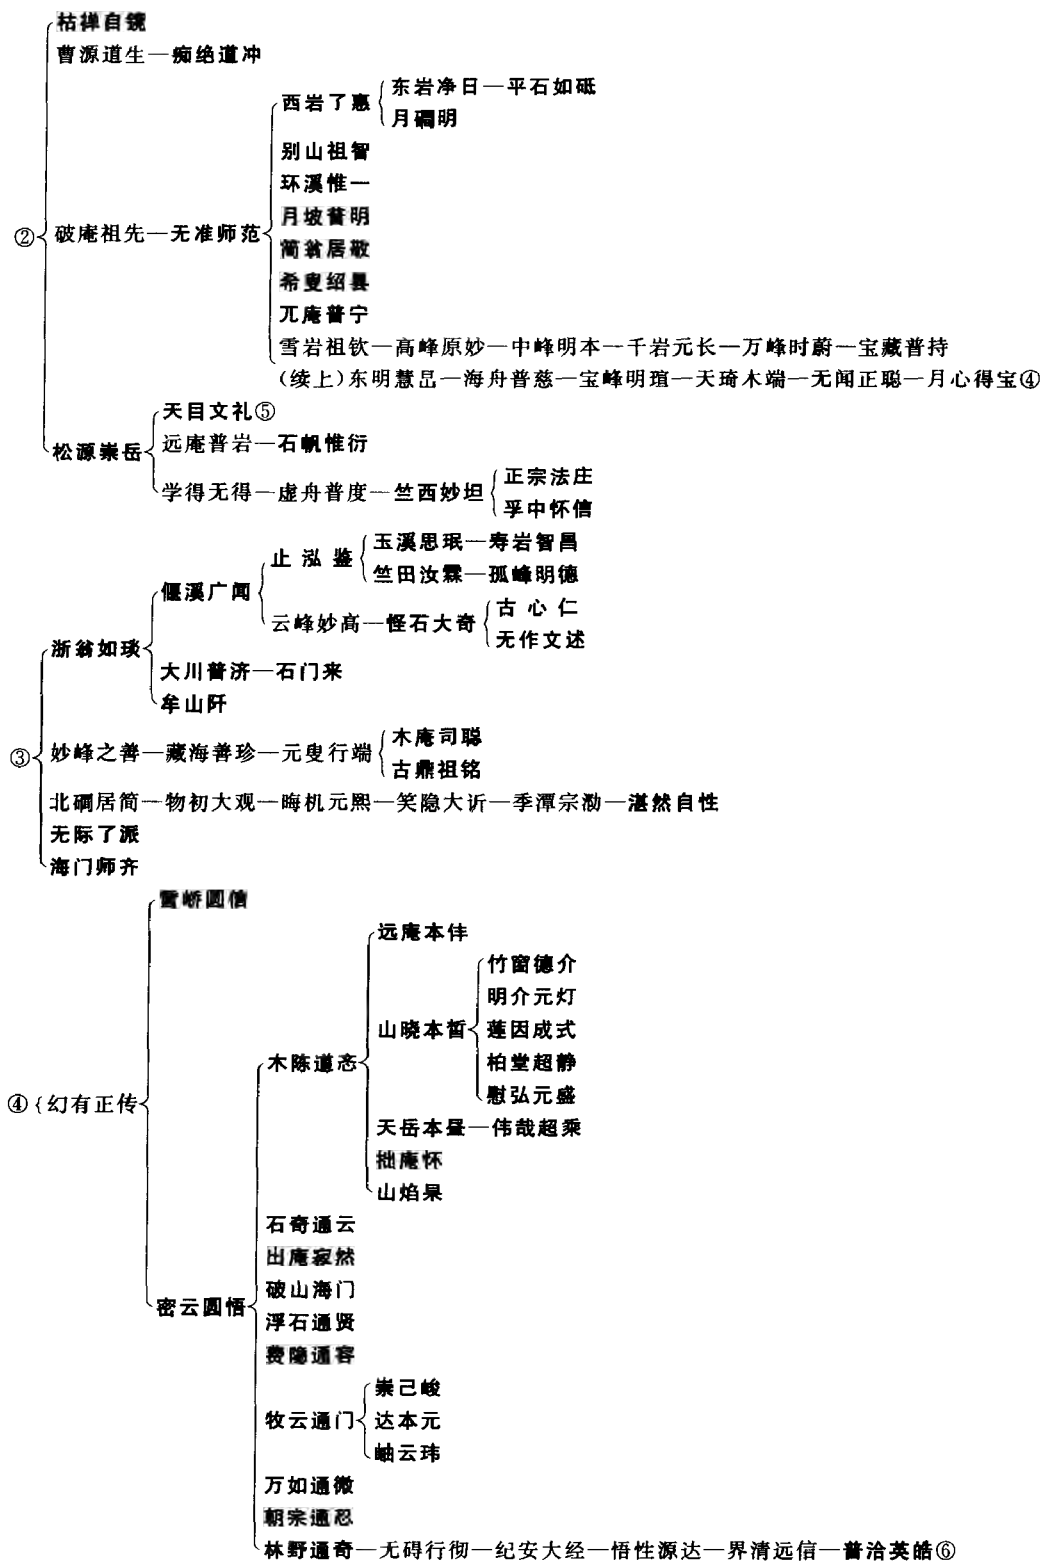 枯禅自镜
曹源道生—痴绝道冲
东岩净日—平石如砥
西岩了惠
月磵明
别山祖智
环溪惟一
月坡普明
② 破庵祖先—无准师范
简翁居敬
希叟绍昙
兀庵普宁
雪岩祖钦—高峰原妙—中峰明本—千岩元长—万峰时蔚—宝藏普持
(续上)东明慧旵—海舟普慈—宝峰明瑄—天琦木端—无闻正聪—月心得宝④
天目文礼⑤
松源崇岳 远庵普岩—石帆惟衍
正宗法庄
学得无得—虚舟普度—竺西妙坦
孚中怀信
玉溪思珉—寿岩智昌
止泓鉴
竺田汝霖—孤峰明德
偃溪广闻
古心仁
云峰妙高—怪石大奇
无作文述
浙翁如琰
大川普济—石门来
牟山阡
木庵司聪
③ 妙峰之善—藏海善珍—元叟行端
古鼎祖铭
北磵居简—物初大观—晦机元熙—笑隐大䜣—季潭宗泐—湛然自性
无际了派
海门师齐
雪峤圆信
远庵本伴
竹窗德介
明介元灯
山晓本晳 莲因成式
柏堂超静
木陈道忞
慰弘元盛
④ 幻有正传
天岳本昼—伟哉超乘
拙庵怀
山焰杲
石奇通云
出庵寂然
破山海门
密云圆悟
浮石通贤
费隐通容
崇己峻
牧云通门 达本元
岫云玮
万如通微
朝宗通忍
林野通奇—无碍行彻—纪安大经—悟性源达—界清远信—普洽英皓⑥